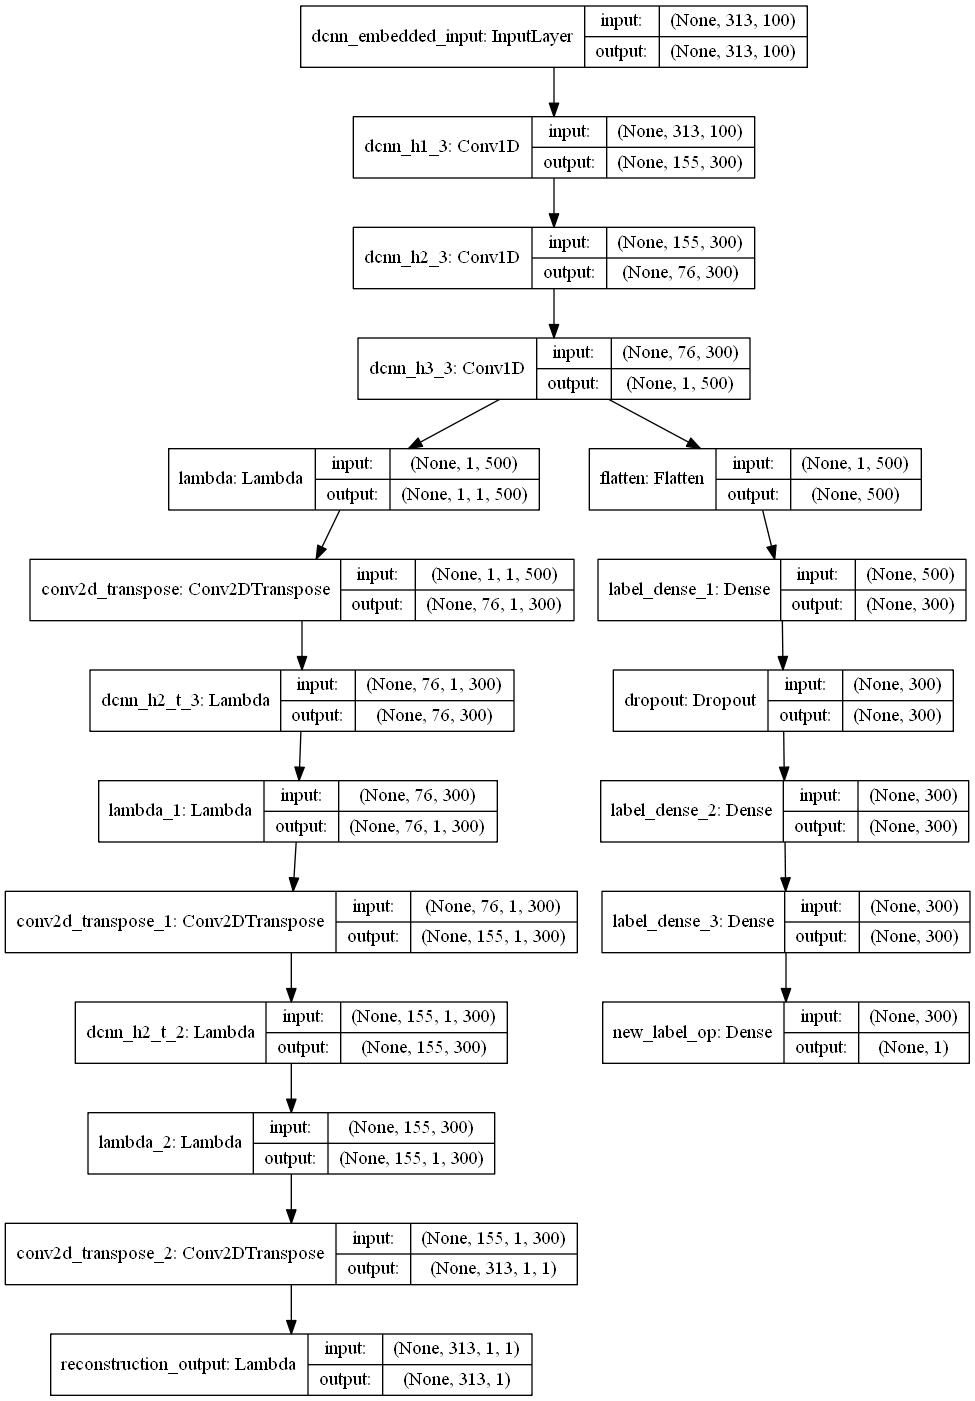 dcnn_embedded_input: InputLayer
input: (None, 313, 100)
output: (None, 313, 100)
dcnn_h1_3: Conv1D
input: (None, 313, 100)
output: (None, 155, 300)
dcnn_h2_3: Conv1D
input: (None, 155, 300)
output: (None, 76, 300)
dcnn_h3_3: Conv1D
input: (None, 76, 300)
output: (None, 1, 500)
lambda: Lambda
input: (None, 1, 500)
output: (None, 1, 1, 500)
flatten: Flatten
input: (None, 1, 500)
output: (None, 500)
conv2d_transpose: Conv2DTranspose
input: (None, 1, 1, 500)
output: (None, 76, 1, 300)
label_dense_1: Dense
input: (None, 500)
output: (None, 300)
dcnn_h2_t_3: Lambda
input: (None, 76, 1, 300)
output: (None, 76, 300)
dropout: Dropout
input: (None, 300)
output: (None, 300)
lambda_1: Lambda
input: (None, 76, 300)
output: (None, 76, 1, 300)
label_dense_2: Dense
input: (None, 300)
output: (None, 300)
conv2d_transpose_1: Conv2DTranspose
input: (None, 76, 1, 300)
output: (None, 155, 1, 300)
label_dense_3: Dense
input: (None, 300)
output: (None, 300)
dcnn_h2_t_2: Lambda
input: (None, 155, 1, 300)
output: (None, 155, 300)
new_label_op: Dense
input: (None, 300)
output: (None, 1)
lambda_2: Lambda
input: (None, 155, 300)
output: (None, 155, 1, 300)
conv2d_transpose_2: Conv2DTranspose
input: (None, 155, 1, 300)
output: (None, 313, 1, 1)
reconstruction_output: Lambda
input: (None, 313, 1, 1)
output: (None, 313, 1)